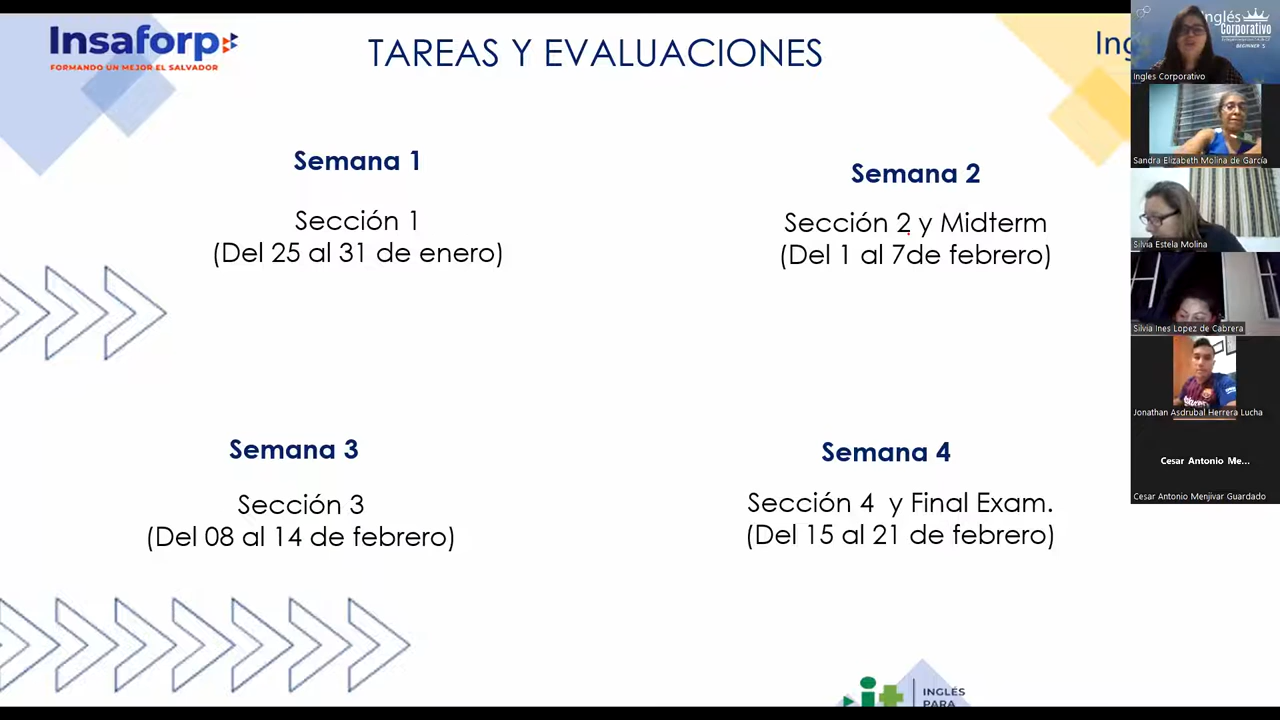 Insaforp
FORMANDO UN MEJOR EL SALVADOR
TAREAS Y EVALUACIONES
Semana 1
Sección 1
(Del 25 al 31 de enero)
Semana 2
Sección 2 y Midterm
(Del 1 al 7de febrero)
Semana 3
Sección 3
(Del 08 al 14 de febrero)
Semana 4
Sección 4 y Final Exam.
(Del 15 al 21 de febrero)
INGLÉS
PARA
Inglés
Corporativo
BEGINNER 5
Ingles Corporativo
Sandra Elizabeth Molina de García
Silvia Estela Molina
Silvia Ines Lopez de Cabrera
Jonathan Asdrubal Herrera Lucha
Cesar Antonio Me...
Cesar Antonio Menjivar Guardado